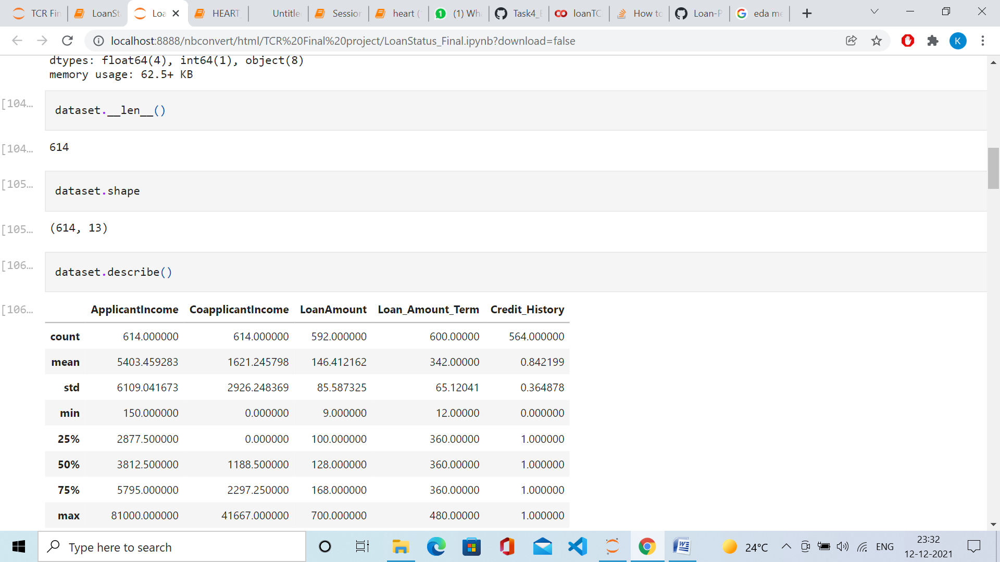 TCR Fin LoanSt Loa HEART Untitle Session heart ( (1) Wh Task4_E loanTC How to Loan-P eda me
localhost:8888/nbconvert/html/TCR%20Final%20project/LoanStatus_Final.ipynb?download=false K
dtypes: float64(4), int64(1), object(8)
memory usage: 62.5+ KB
[104… dataset.__len__()
[104… 614
[105… dataset.shape
[105… (614, 13)
[106… dataset.describe()
[106… ApplicantIncome CoapplicantIncome LoanAmount Loan_Amount_Term Credit_History
count 614.000000 614.000000 592.000000 600.00000 564.000000
mean 5403.459283 1621.245798 146.412162 342.00000 0.842199
std 6109.041673 2926.248369 85.587325 65.12041 0.364878
min 150.000000 0.000000 9.000000 12.00000 0.000000
25% 2877.500000 0.000000 100.000000 360.00000 1.000000
50% 3812.500000 1188.500000 128.000000 360.00000 1.000000
75% 5795.000000 2297.250000 168.000000 360.00000 1.000000
max 81000.000000 41667.000000 700.000000 480.00000 1.000000
Type here to search 24°C ENG 23:32
12-12-2021